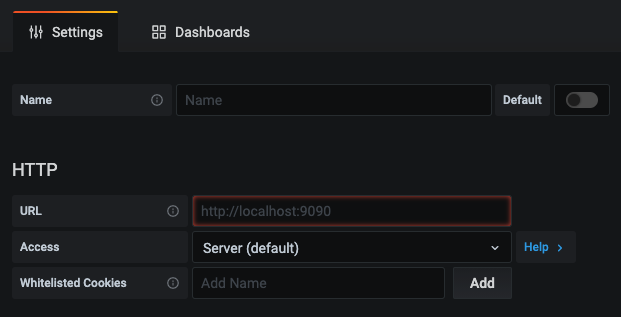 Settings Dashboards
Name Name Default
HTTP
URL http://localhost:9090
Access Server (default) Help >
Whitelisted Cookies Add Name Add